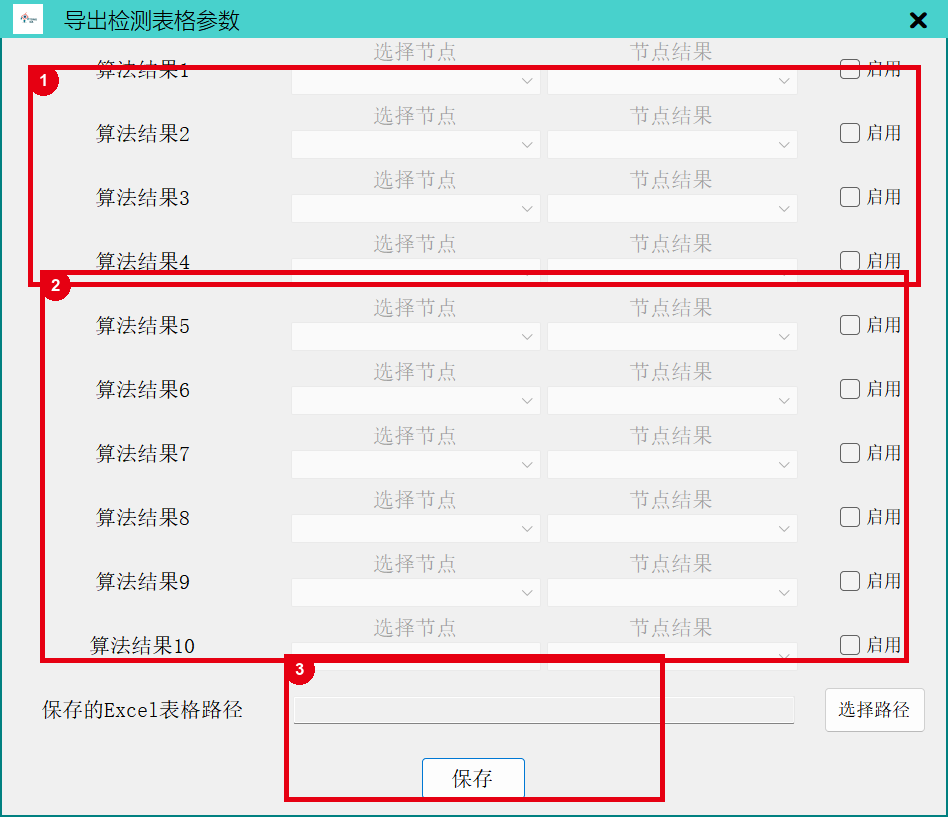 导出检测表格参数
选择节点 节点结果
算法结果1 启用
1
选择节点 节点结果
算法结果2 启用
选择节点 节点结果
算法结果3 启用
选择节点 节点结果
算法结果4 启用
2
选择节点 节点结果
算法结果5 启用
选择节点 节点结果
算法结果6 启用
选择节点 节点结果
算法结果7 启用
选择节点 节点结果
算法结果8 启用
选择节点 节点结果
算法结果9 启用
选择节点 节点结果
算法结果10 启用
3
保存的Excel表格路径 选择路径
保存